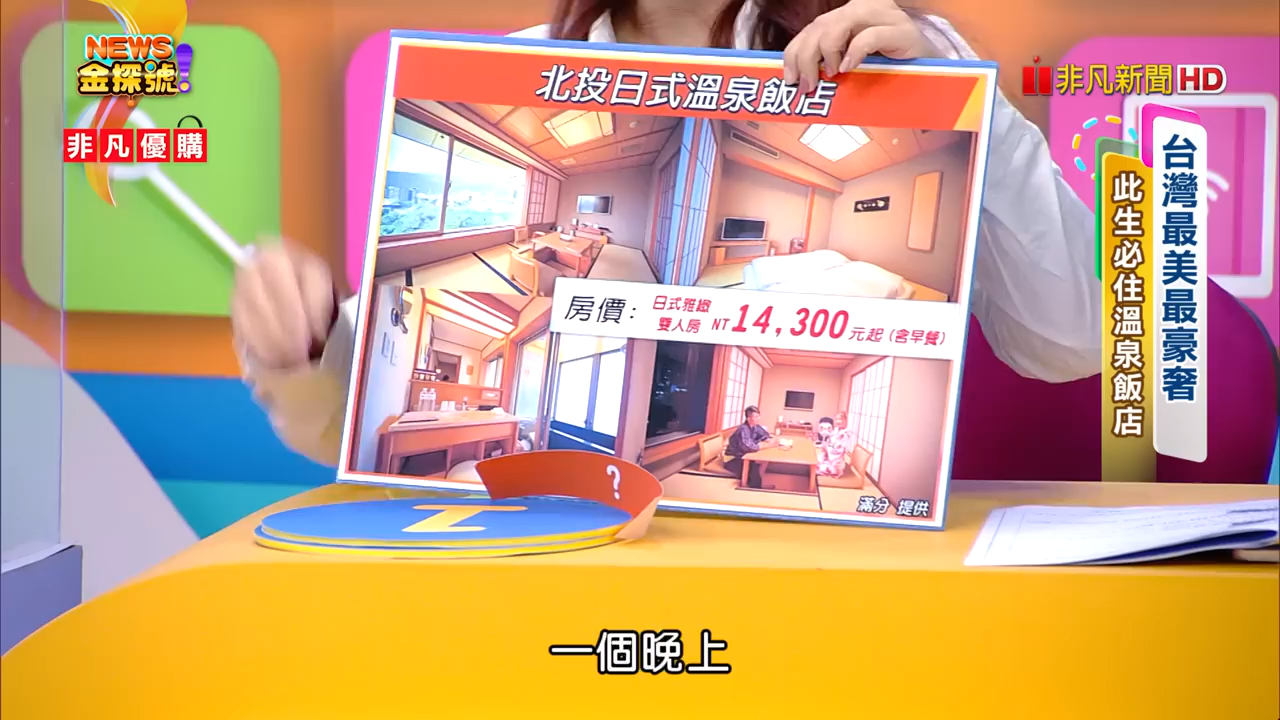 NEWS
金探號!
非凡優購
非凡新聞HD
台灣最美最豪奢
此生必住溫泉飯店
北投日式溫泉飯店
房價:
日式雅緻
雙人房 NT14,300元起(含早餐)
滿分 提供
?
一個晚上